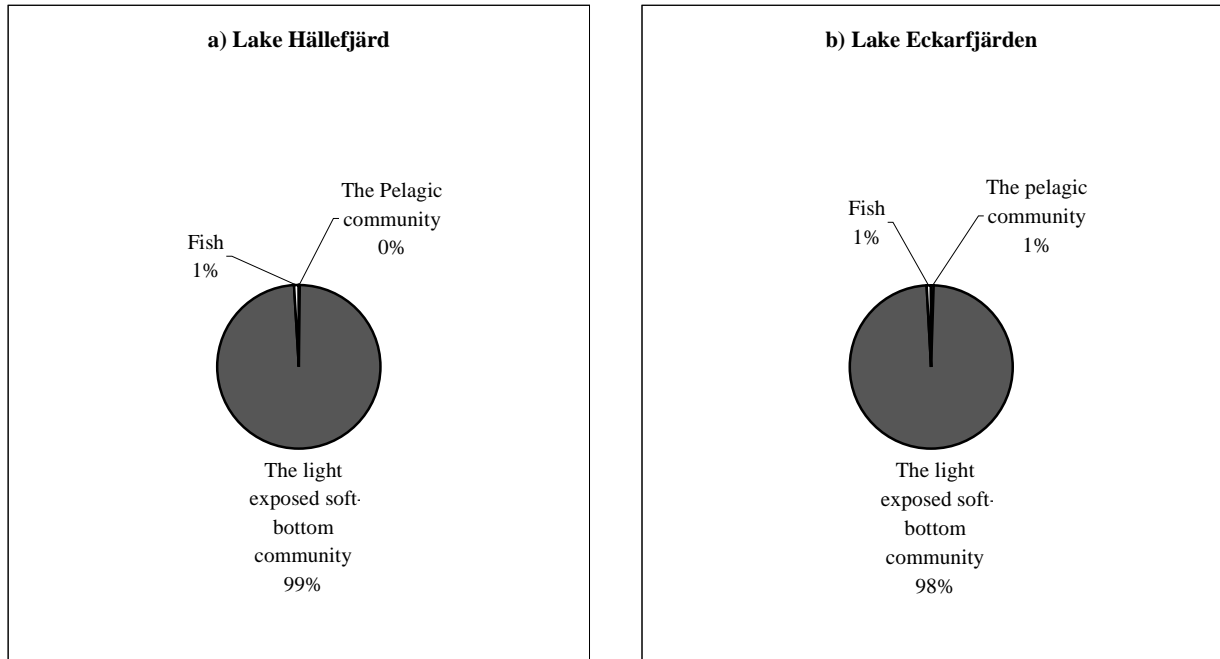 a) Lake Hällefjärd
The Pelagic
community
0%
Fish
1%
The light
exposed soft-
bottom
community
99%
b) Lake Eckarfjärden
Fish
1%
The pelagic
community
1%
The light
exposed soft-
bottom
community
98%